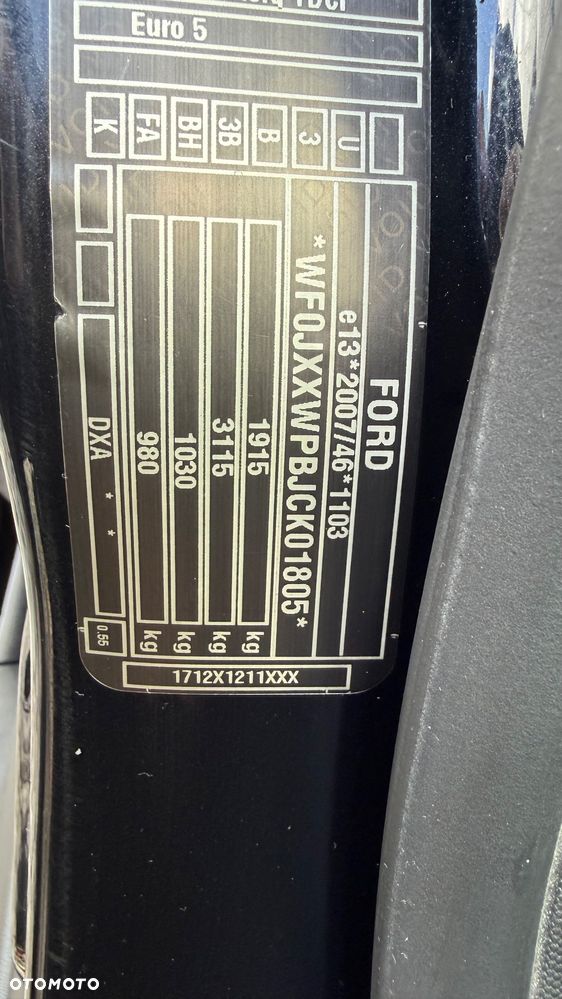 Euro 5
U 3 B 3B BH FA K
FORD
e13*2007/46*1103
*WF0JXXWPBJCK01805*
1915 kg
3115 kg
1030 kg
980 kg
DXA * *
0.55
1712X1211XXX
OTOMOTO